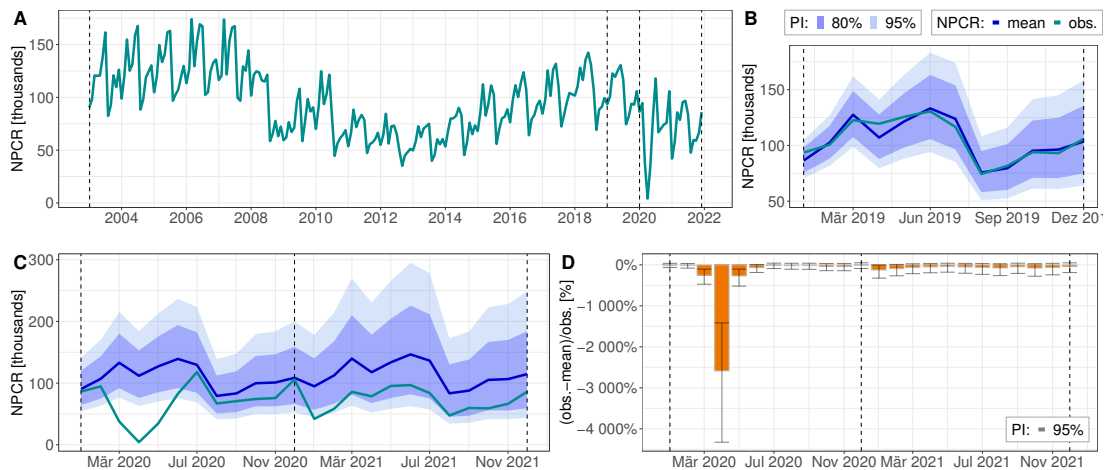 A
NPCR [thousands]
150
100
50
0
2004 2006 2008 2010 2012 2014 2016 2018 2020 2022
B
PI: 80% 95% NPCR: mean obs.
NPCR [thousands]
150
100
50
Mär 2019 Jun 2019 Sep 2019 Dez 2019
C
NPCR [thousands]
300
200
100
0
Mär 2020 Jul 2020 Nov 2020 Mär 2021 Jul 2021 Nov 2021
D
(obs.−mean)/obs. [%]
0%
−1 000%
−2 000%
−3 000%
−4 000%
PI: 95%
Mär 2020 Jul 2020 Nov 2020 Mär 2021 Jul 2021 Nov 2021